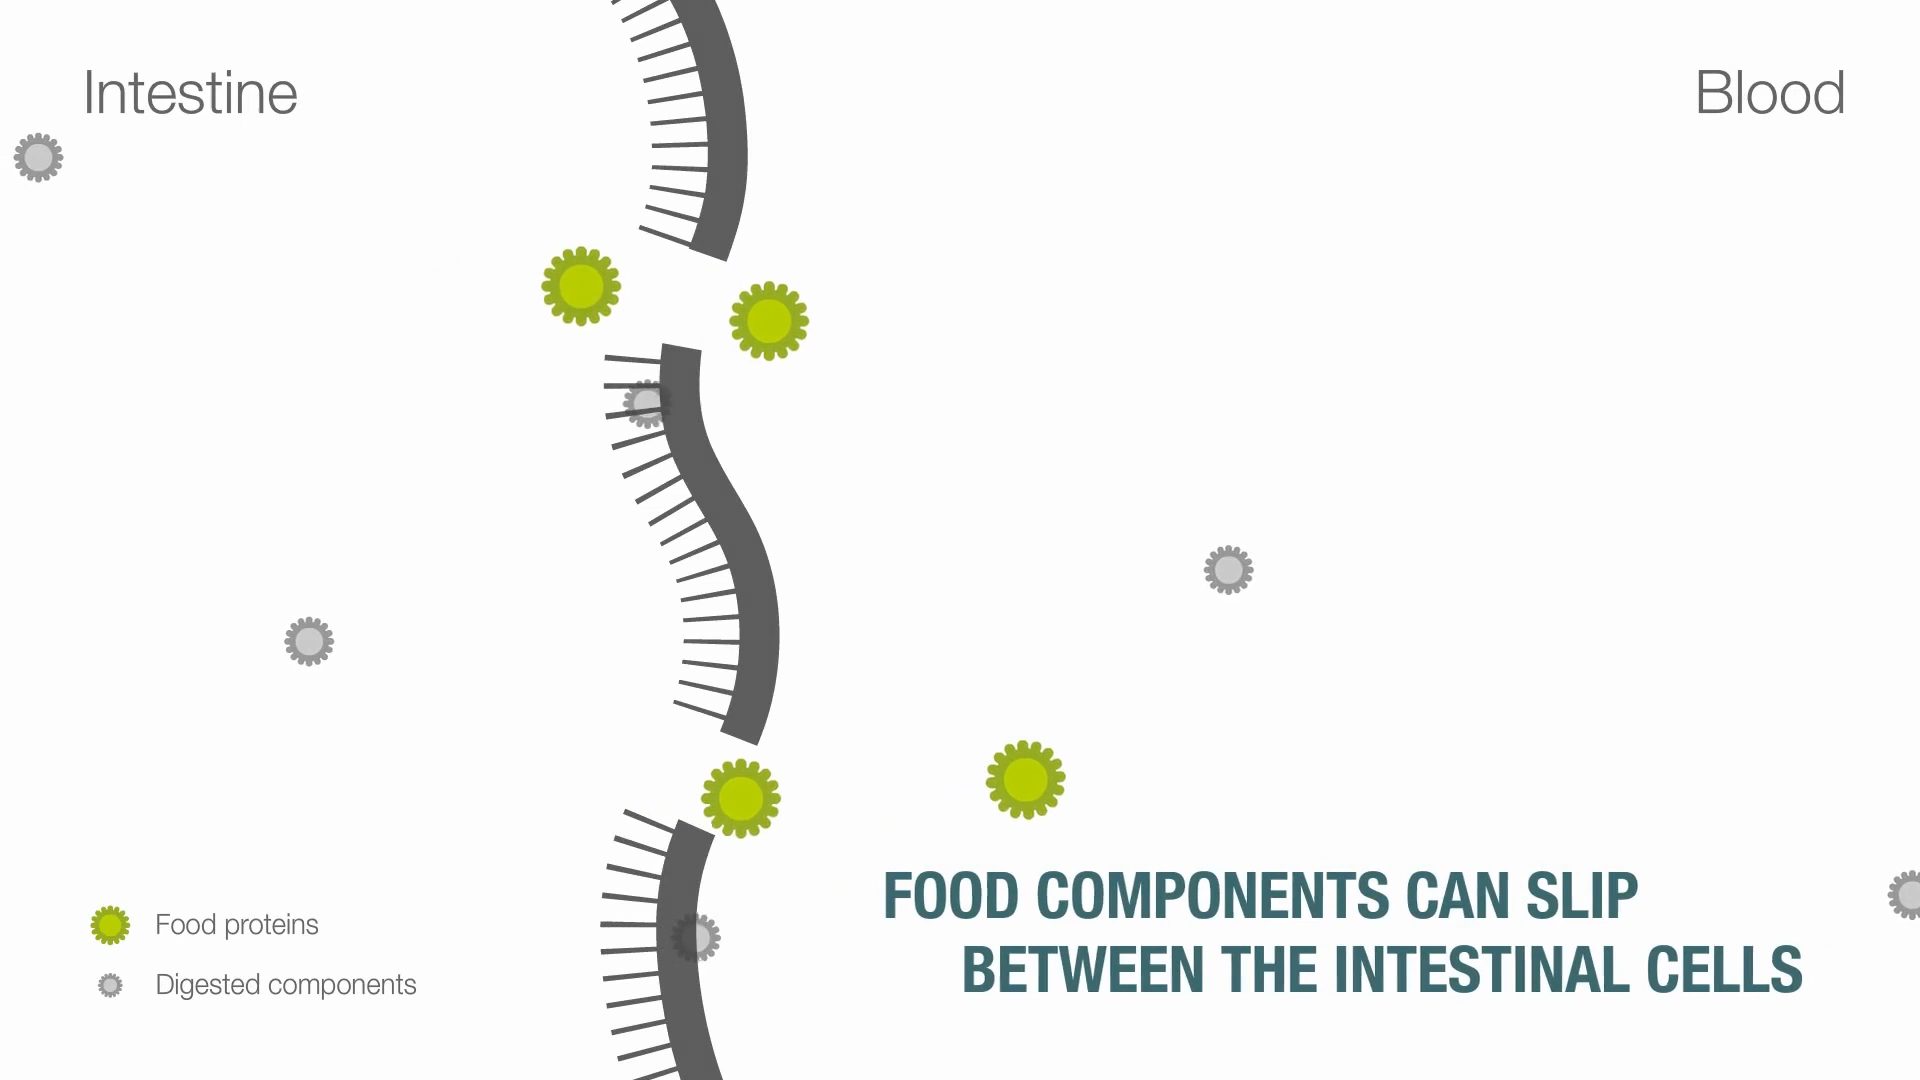 Intestine
Blood
FOOD COMPONENTS CAN SLIP
BETWEEN THE INTESTINAL CELLS
Food proteins
Digested components